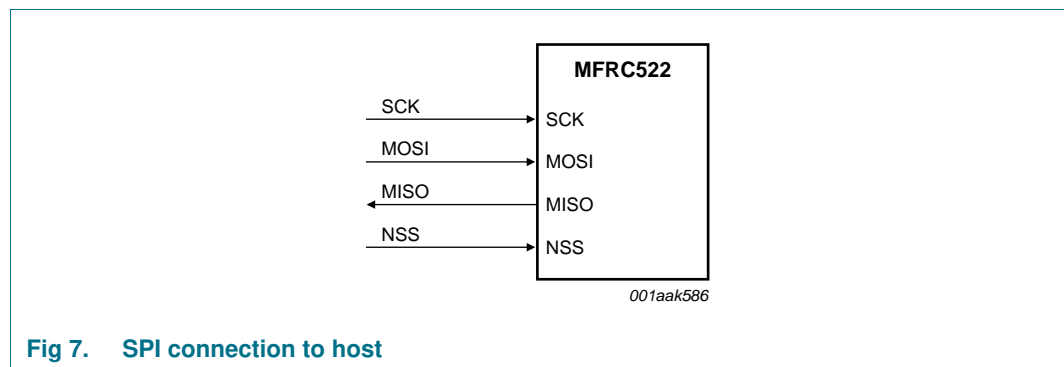 MFRC522
SCK
SCK
MOSI
MOSI
MISO
MISO
NSS
NSS
001aak586
Fig 7. SPI connection to host